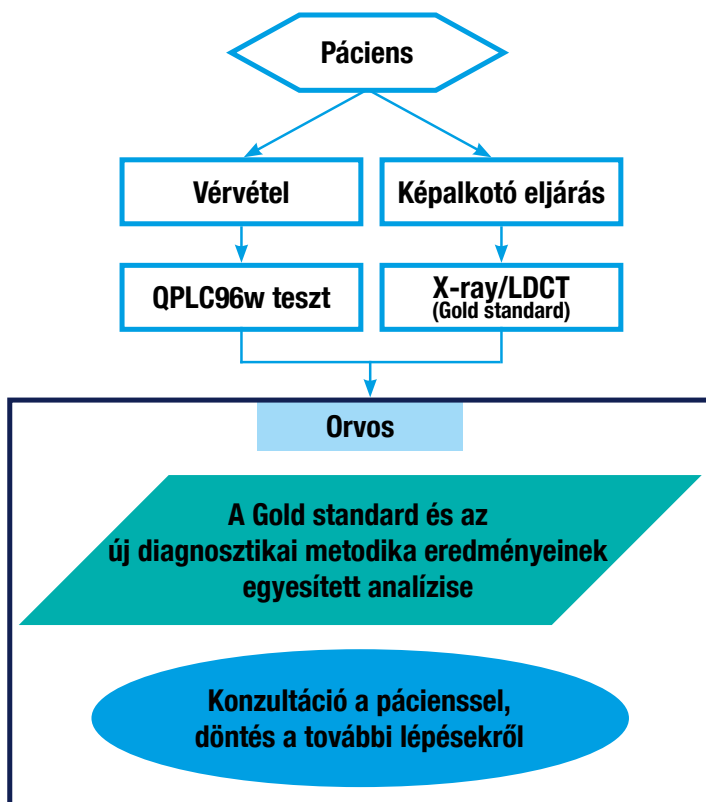 Páciens
Vérvétel
Képalkotó eljárás
QPLC96w teszt
X-ray/LDCT
(Gold standard)
Orvos
A Gold standard és az
új diagnosztikai metodika eredményeinek
egyesített analízise
Konzultáció a pácienssel,
döntés a további lépésekről